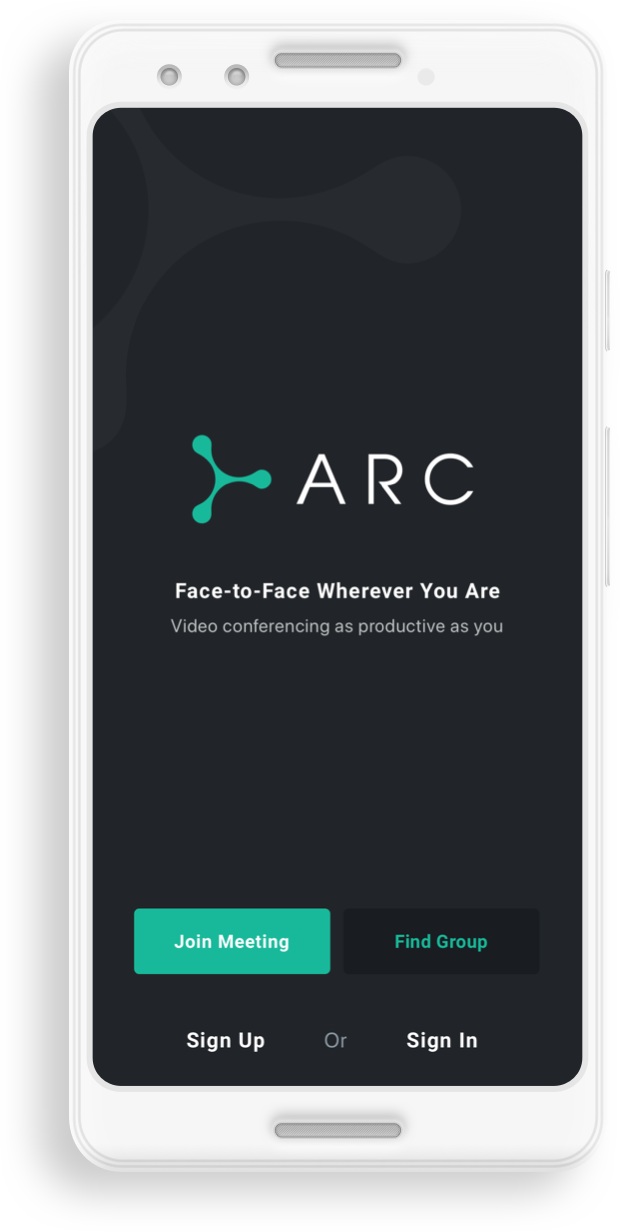 ARC
Face-to-Face Wherever You Are
Video conferencing as productive as you
Join Meeting Find Group
Sign Up Or Sign In